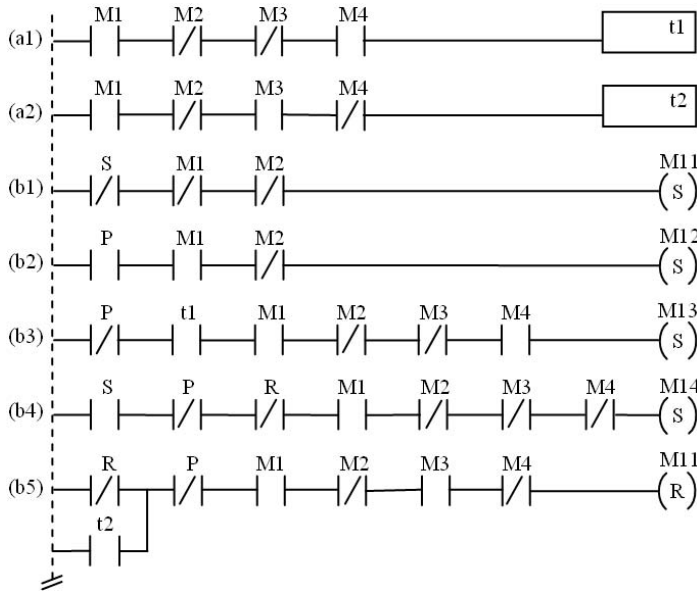 M1 M2 M3 M4
(a1) t1
M1 M2 M3 M4
(a2) t2
S M1 M2 M11
(b1) S
P M1 M2 M12
(b2) S
P t1 M1 M2 M3 M4 M13
(b3) S
S P R M1 M2 M3 M4 M14
(b4) S
R P M1 M2 M3 M4 M11
(b5) R
t2